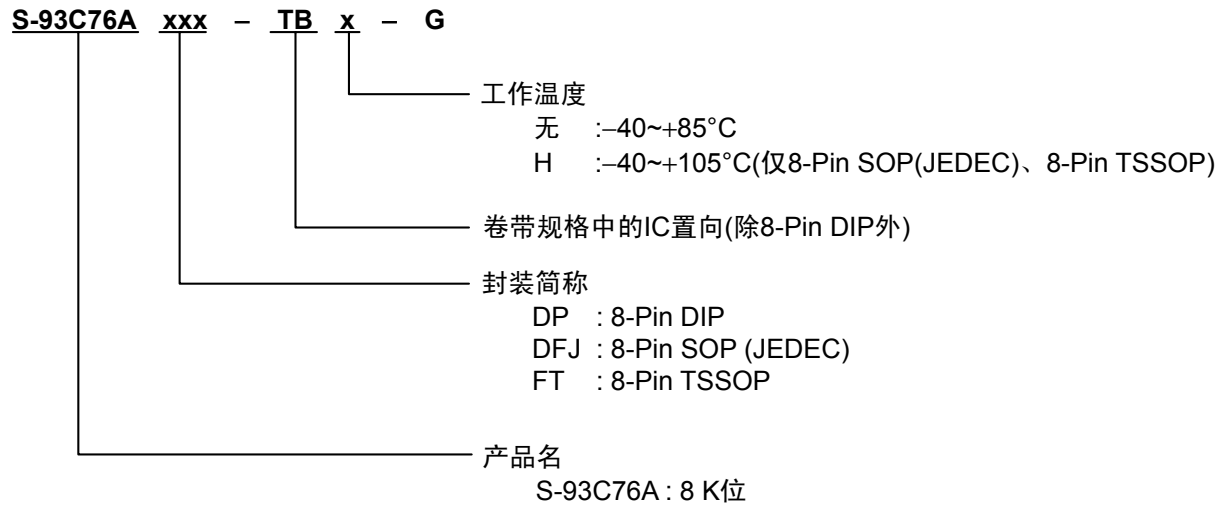 S-93C76A xxx – TB x – G
工作温度
无 :–40~+85°C
H :–40~+105°C(仅8-Pin SOP(JEDEC)、8-Pin TSSOP)
卷带规格中的IC置向(除8-Pin DIP外)
封装简称
DP : 8-Pin DIP
DFJ : 8-Pin SOP (JEDEC)
FT : 8-Pin TSSOP
产品名
S-93C76A : 8 K位